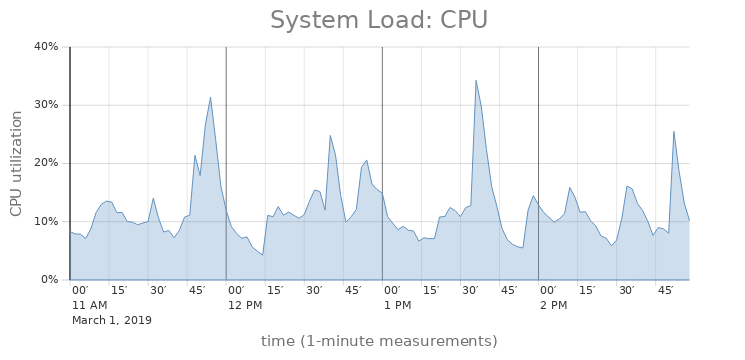 System Load: CPU
40%
30%
20%
10%
0%
CPU utilization
00′ 15′ 30′ 45′ 00′ 15′ 30′ 45′ 00′ 15′ 30′ 45′ 00′ 15′ 30′ 45′
11 AM 12 PM 1 PM 2 PM
March 1, 2019
time (1-minute measurements)